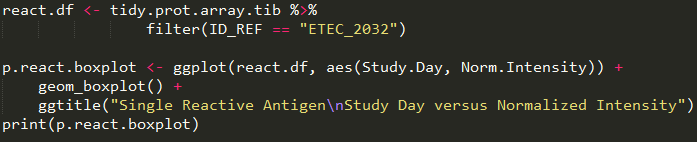 react.df <- tidy.prot.array.tib %>%
filter(ID_REF == "ETEC_2032")
p.react.boxplot <- ggplot(react.df, aes(Study.Day, Norm.Intensity)) +
geom_boxplot() +
ggtitle("Single Reactive Antigen\nStudy Day versus Normalized Intensity")
print(p.react.boxplot)